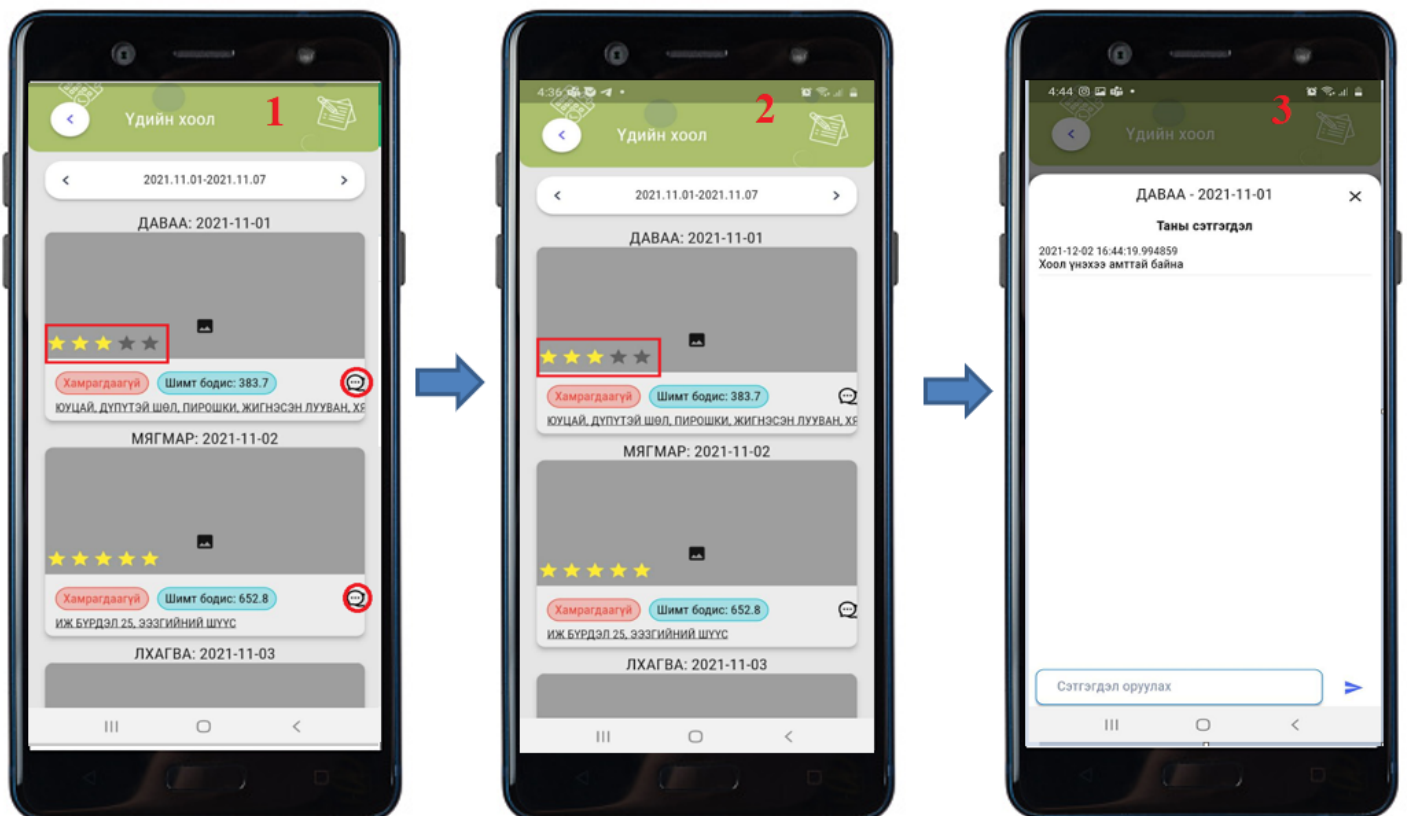 1
Үдийн хоол
2021.11.01-2021.11.07
ДАВАА: 2021-11-01
Хамрагдаагүй
Шимт бодис: 383.7
ЮУЦАЙ, ДҮПҮТЭЙ ШӨЛ, ПИРОШКИ, ЖИГНЭСЭН ЛУУВАН, ХЯ
МЯГМАР: 2021-11-02
Хамрагдаагүй
Шимт бодис: 652.8
ИЖ БҮРДЭЛ 25, ЭЭЗГИЙНИЙ ШҮҮС
ЛХАГВА: 2021-11-03
4:36
2
Үдийн хоол
2021.11.01-2021.11.07
ДАВАА: 2021-11-01
Хамрагдаагүй
Шимт бодис: 383.7
ЮУЦАЙ, ДҮПҮТЭЙ ШӨЛ, ПИРОШКИ, ЖИГНЭСЭН ЛУУВАН, ХЯ
МЯГМАР: 2021-11-02
Хамрагдаагүй
Шимт бодис: 652.8
ИЖ БҮРДЭЛ 25, ЭЭЗГИЙНИЙ ШҮҮС
ЛХАГВА: 2021-11-03
4:44
3
Үдийн хоол
ДАВАА - 2021-11-01
Таны сэтгэгдэл
2021-12-02 16:44:19.994859
Хоол үнэхээ амттай байна
Сэтгэгдэл оруулах